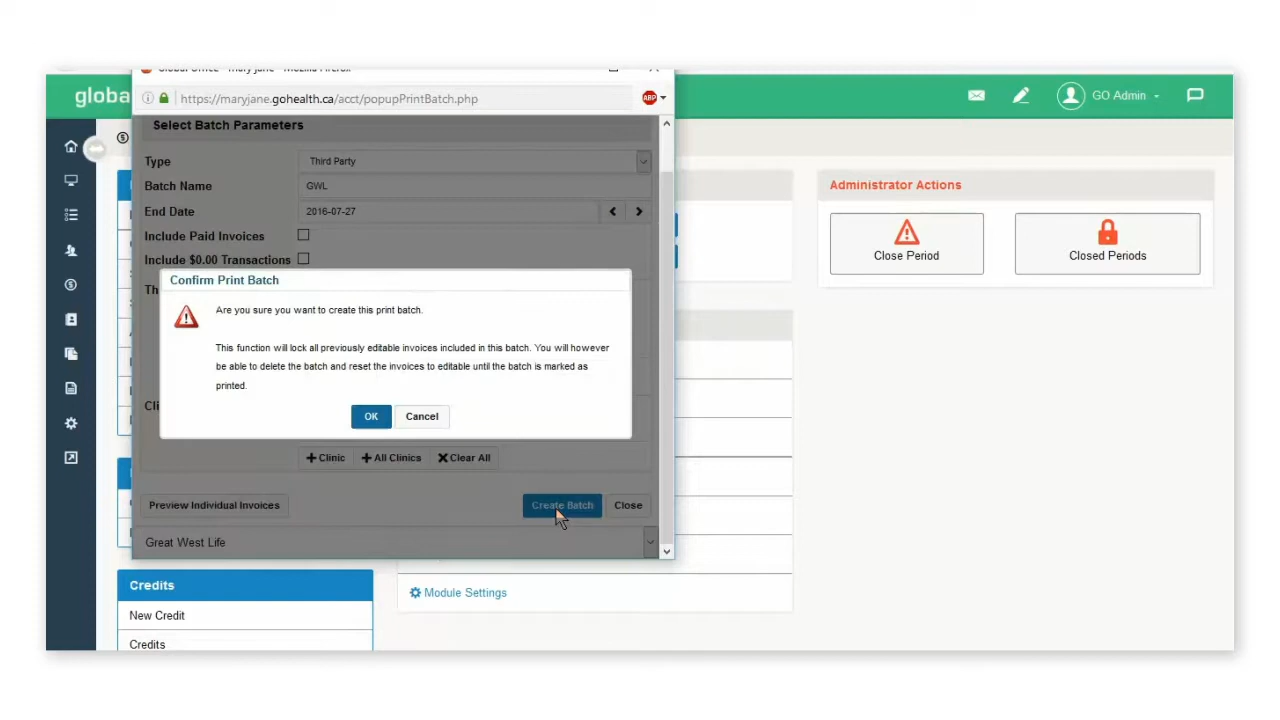 globa
https://maryjane.gohealth.ca/acct/popupPrintBatch.php
ABP
GO Admin
Select Batch Parameters
Type Third Party
Batch Name GWL
End Date 2016-07-27
Include Paid Invoices
Include $0.00 Transactions
Th
Confirm Print Batch
Are you sure you want to create this print batch.
This function will lock all previously editable invoices included in this batch. You will however
be able to delete the batch and reset the invoices to editable until the batch is marked as
printed.
OK Cancel
Cli
Clinic All Clinics Clear All
Preview Individual Invoices Create Batch Close
Great West Life
Administrator Actions
Close Period Closed Periods
Credits
New Credit
Credits
Module Settings